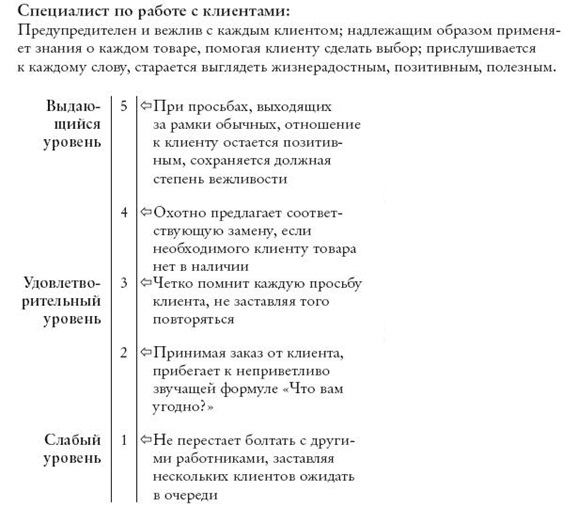 Специалист по работе с клиентами:
Предупредителен и вежлив с каждым клиентом; надлежащим образом применя-
ет знания о каждом товаре, помогая клиенту сделать выбор; прислушивается
к каждому слову, старается выглядеть жизнерадостным, позитивным, полезным.
Выдаю-
щийся
уровень
5
⇦При просьбах, выходящих
за рамки обычных, отношение
к клиенту остается позитив-
ным, сохраняется должная
степень вежливости
4
⇦Охотно предлагает соответ-
ствующую замену, если
необходимого клиенту товара
нет в наличии
Удовлетво-
рительный
уровень
3
⇦Четко помнит каждую просьбу
клиента, не заставляя того
повторяться
2
⇦Принимая заказ от клиента,
прибегает к неприветливо
звучащей формуле «Что вам
угодно?»
Слабый
уровень
1
⇦Не перестает болтать с други-
ми работниками, заставляя
нескольких клиентов ожидать
в очереди